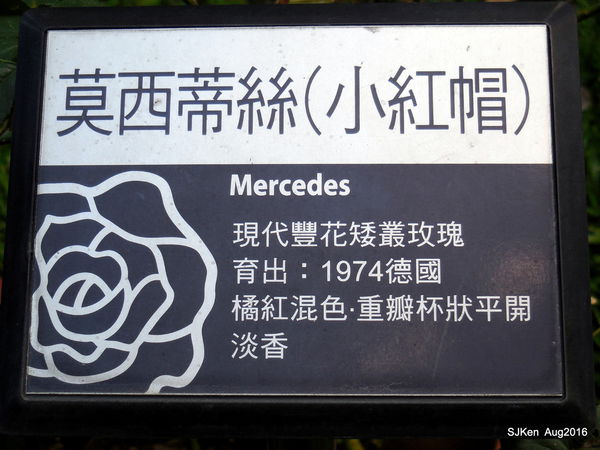 莫西蒂絲(小紅帽)
Mercedes
現代豐花矮叢玫瑰
育出：1974德國
橘紅混色·重瓣杯狀平開
淡香
SJKen Aug2016